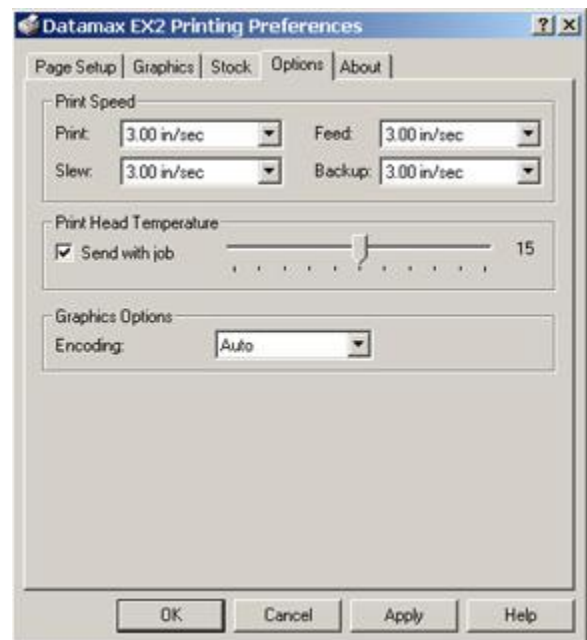 Datamax EX2 Printing Preferences
Page Setup Graphics Stock Options About
Print Speed
Print: 3.00 in/sec Feed: 3.00 in/sec
Slew: 3.00 in/sec Backup: 3.00 in/sec
Print Head Temperature
Send with job 15
Graphics Options
Encoding: Auto
OK Cancel Apply Help